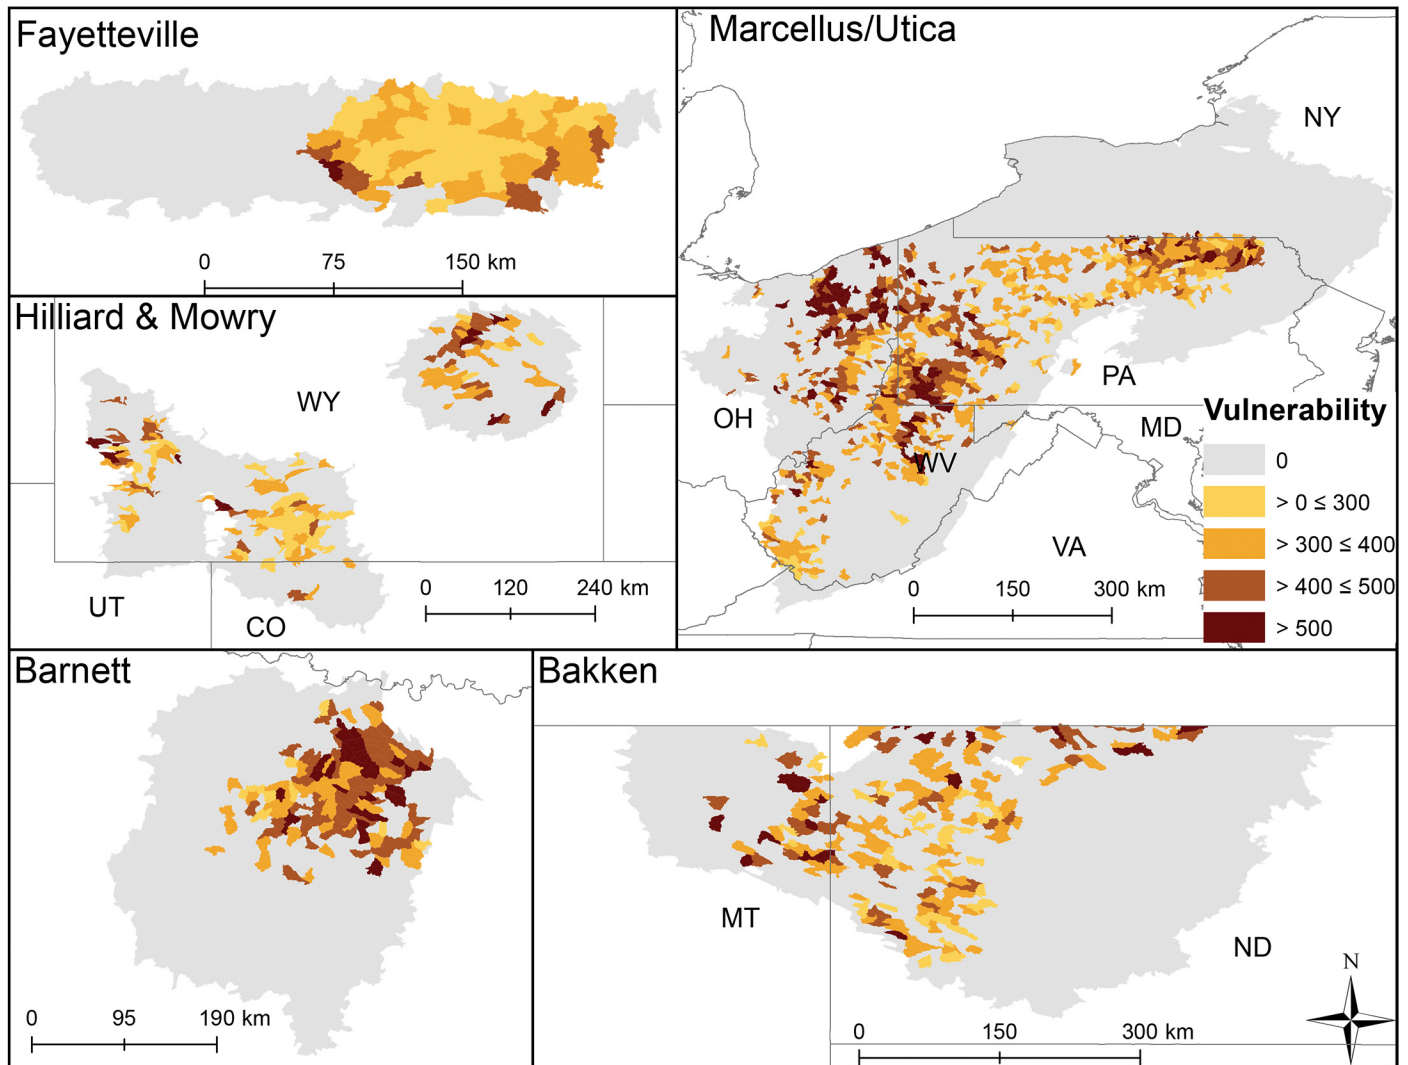 Fayetteville
0 75 150 km
Marcellus/Utica
NY
PA
OH
MD
WV
VA
0 150 300 km
Vulnerability
0
> 0 ≤ 300
> 300 ≤ 400
> 400 ≤ 500
> 500
Hilliard & Mowry
WY
UT
CO
0 120 240 km
Barnett
0 95 190 km
Bakken
MT
ND
N
0 150 300 km